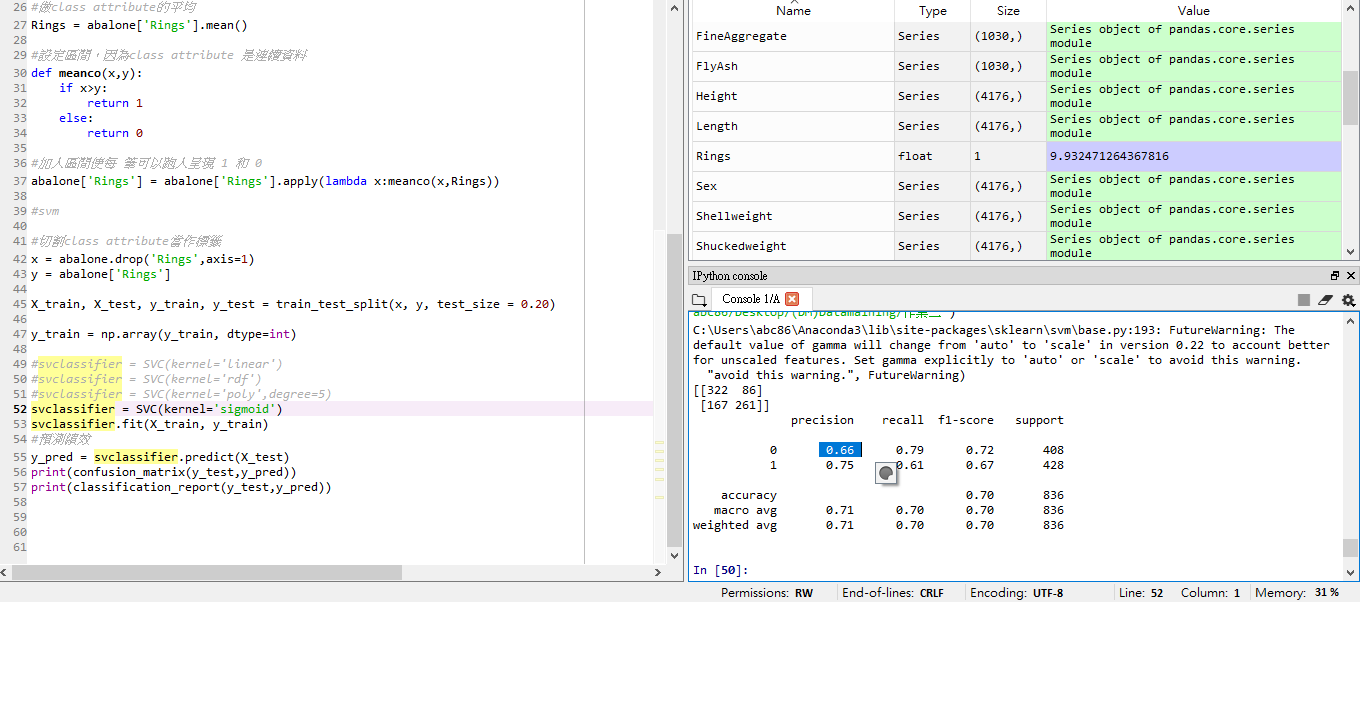 26 #做class attribute的平均
27 Rings = abalone['Rings'].mean()
28
29 #設定區間，因為class attribute 是連續資料
30 def meanco(x,y):
31 if x>y:
32 return 1
33 else:
34 return 0
35
36 #加入區間使每 筆可以跑入呈現 1 和 0
37 abalone['Rings'] = abalone['Rings'].apply(lambda x:meanco(x,Rings))
38
39 #svm
40
41 #切割class attribute當作標籤
42 x = abalone.drop('Rings',axis=1)
43 y = abalone['Rings']
44
45 X_train, X_test, y_train, y_test = train_test_split(x, y, test_size = 0.20)
46
47 y_train = np.array(y_train, dtype=int)
48
49 #svclassifier = SVC(kernel='linear')
50 #svclassifier = SVC(kernel='rdf')
51 #svclassifier = SVC(kernel='poly',degree=5)
52 svclassifier = SVC(kernel='sigmoid')
53 svclassifier.fit(X_train, y_train)
54 #預測績效
55 y_pred = svclassifier.predict(X_test)
56 print(confusion_matrix(y_test,y_pred))
57 print(classification_report(y_test,y_pred))
58
59
60
61
Name Type Size Value
FineAggregate Series (1030,) Series object of pandas.core.series
module
FlyAsh Series (1030,) Series object of pandas.core.series
module
Height Series (4176,) Series object of pandas.core.series
module
Length Series (4176,) Series object of pandas.core.series
module
Rings float 1 9.932471264367816
Sex Series (4176,) Series object of pandas.core.series
module
Shellweight Series (4176,) Series object of pandas.core.series
module
Shuckedweight Series (4176,) Series object of pandas.core.series
module
IPython console
Console 1/A
abc86/Desktop/(DM)Datamaining/作業二')
C:\Users\abc86\Anaconda3\lib\site-packages\sklearn\svm\base.py:193: FutureWarning: The
default value of gamma will change from 'auto' to 'scale' in version 0.22 to account better
for unscaled features. Set gamma explicitly to 'auto' or 'scale' to avoid this warning.
"avoid this warning.", FutureWarning)
[[322 86]
[167 261]]
precision recall f1-score support
0 0.66 0.79 0.72 408
1 0.75 0.61 0.67 428
accuracy 0.70 836
macro avg 0.71 0.70 0.70 836
weighted avg 0.71 0.70 0.70 836
In [50]:
Permissions: RW End-of-lines: CRLF Encoding: UTF-8 Line: 52 Column: 1 Memory: 31 %